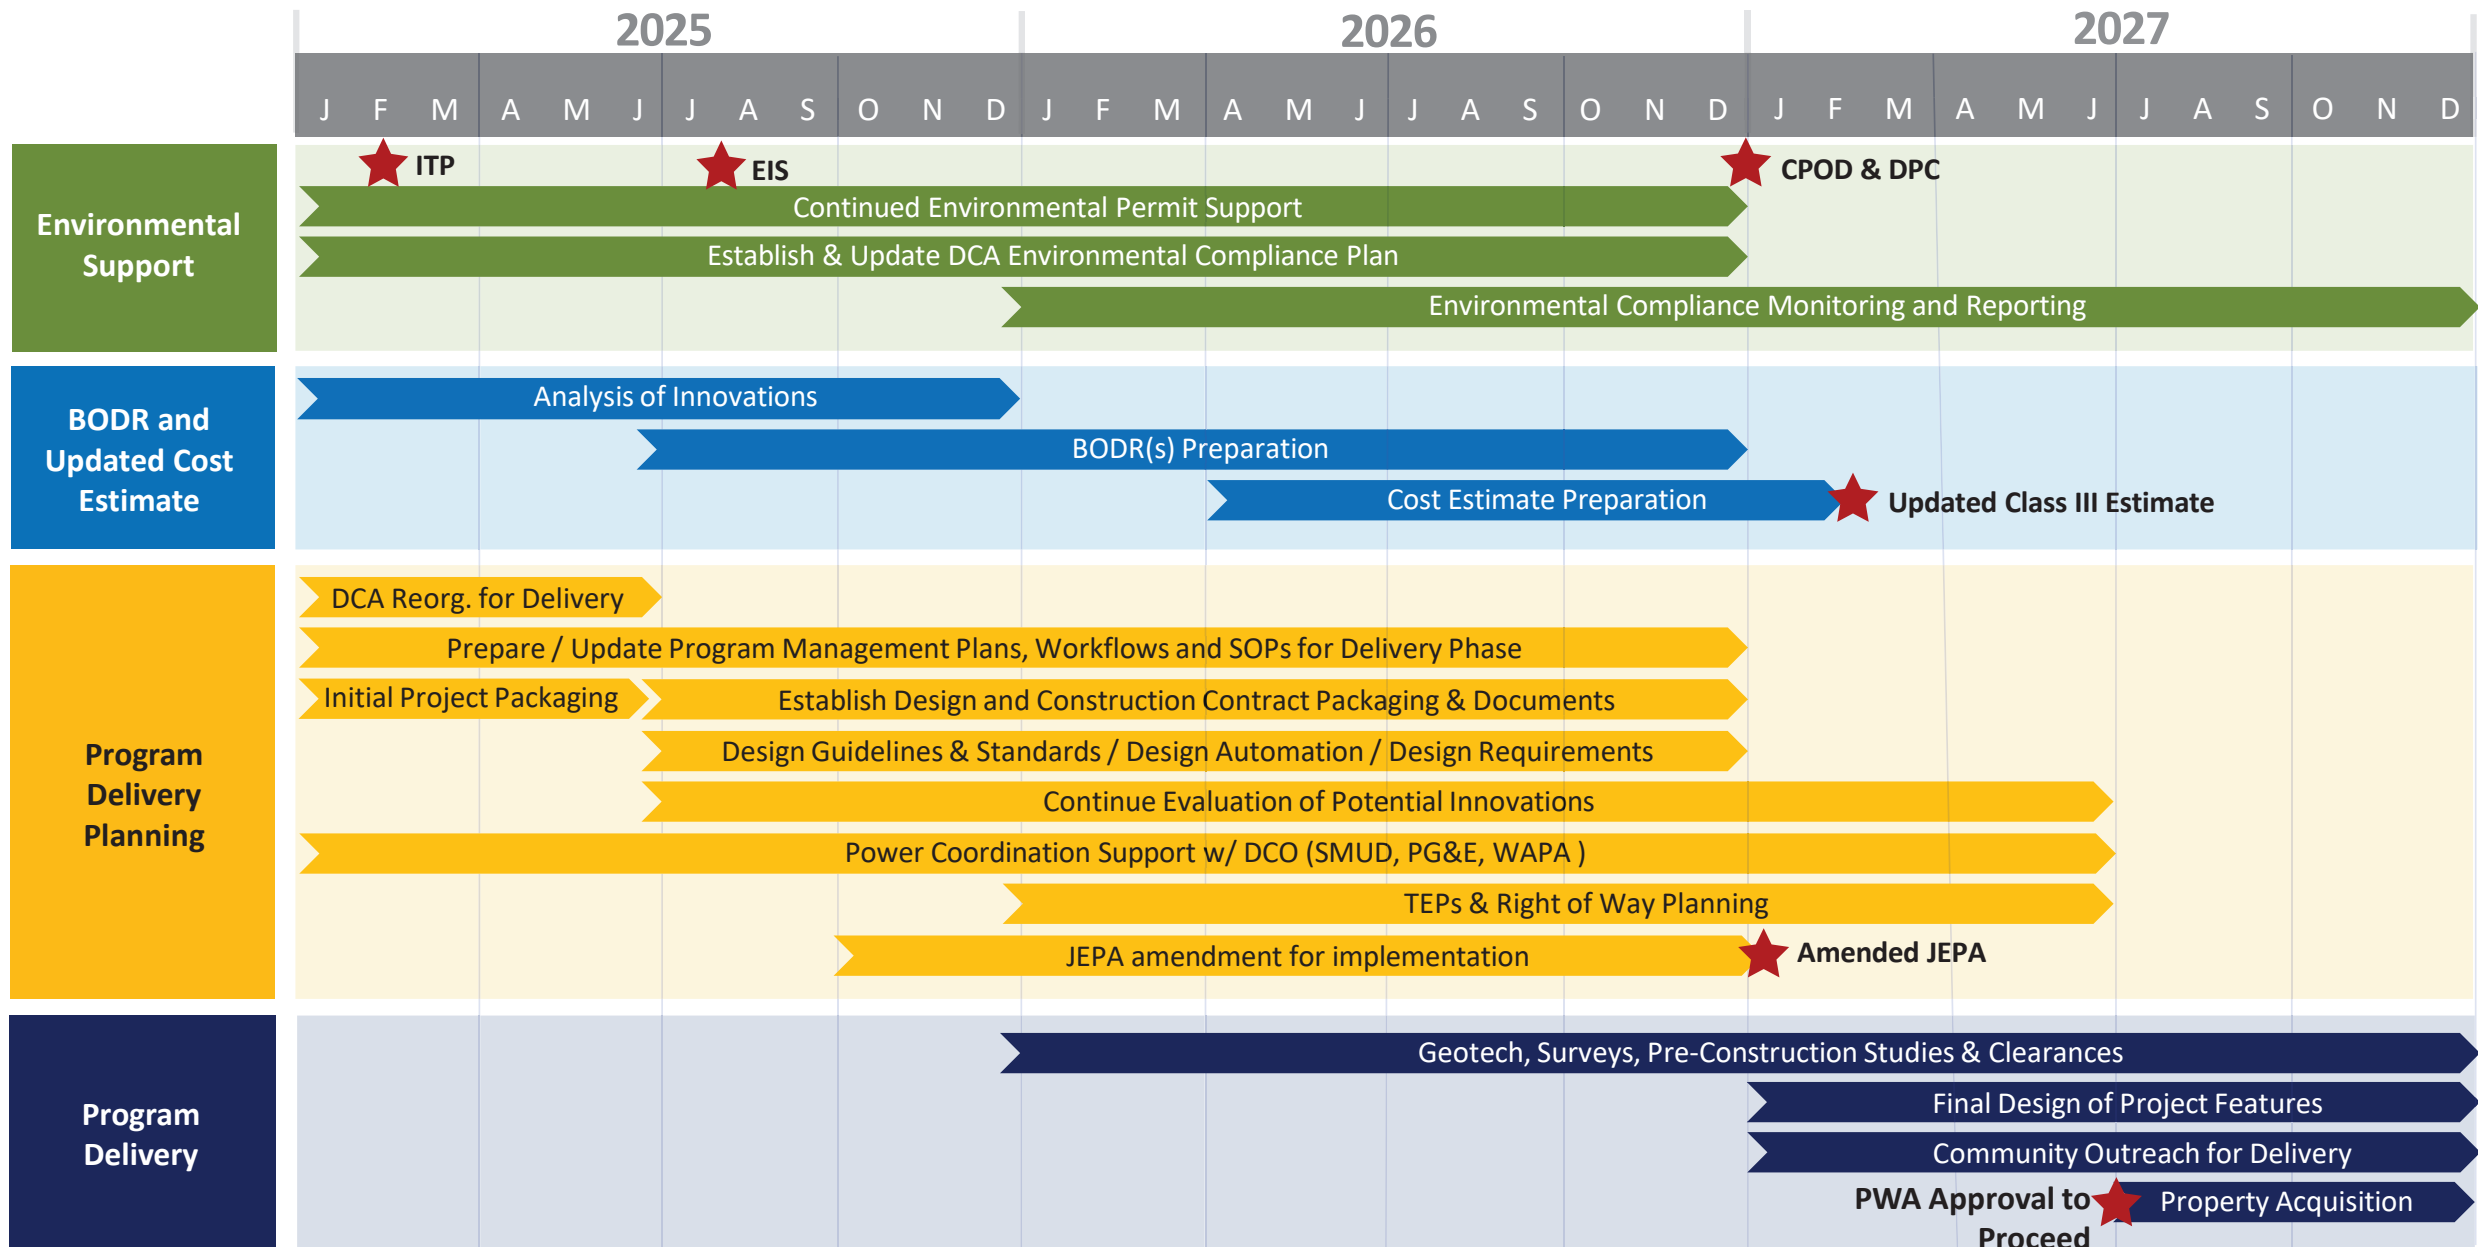 2025 2026 2027
J F M A M J J A S O N D J F M A M J J A S O N D J F M A M J J A S O N D
Environmental
Support
ITP
EIS
CPOD & DPC
Continued Environmental Permit Support
Establish & Update DCA Environmental Compliance Plan
Environmental Compliance Monitoring and Reporting
BODR and
Updated Cost
Estimate
Analysis of Innovations
BODR(s) Preparation
Cost Estimate Preparation
Updated Class III Estimate
Program
Delivery
Planning
DCA Reorg. for Delivery
Prepare / Update Program Management Plans, Workflows and SOPs for Delivery Phase
Initial Project Packaging
Establish Design and Construction Contract Packaging & Documents
Design Guidelines & Standards / Design Automation / Design Requirements
Continue Evaluation of Potential Innovations
Power Coordination Support w/ DCO (SMUD, PG&E, WAPA )
TEPs & Right of Way Planning
JEPA amendment for implementation
Amended JEPA
Program
Delivery
Geotech, Surveys, Pre-Construction Studies & Clearances
Final Design of Project Features
Community Outreach for Delivery
PWA Approval to
Proceed
Property Acquisition